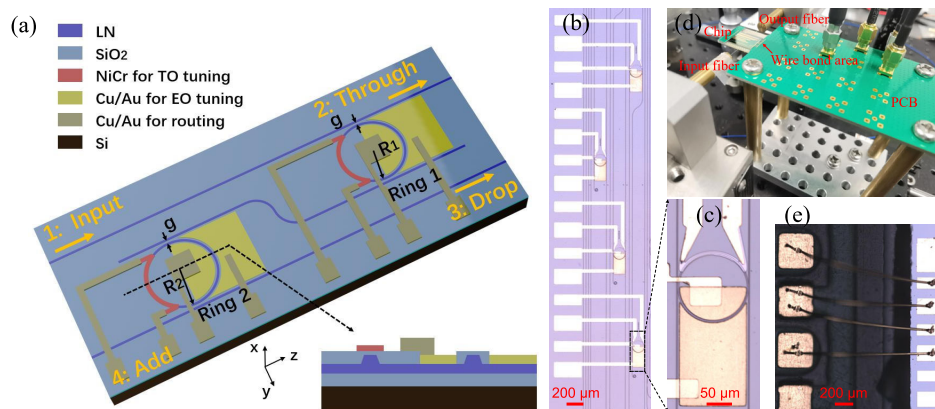 (a)
LN
SiO2
NiCr for TO tuning
Cu/Au for EO tuning
Cu/Au for routing
Si
2: Through
g
R1
Ring 1
3: Drop
1: Input
g
R2
Ring 2
4: Add
x
z
y
(b)
200 μm
(c)
50 μm
(d)
Output fiber
Chip
Input fiber
Wire bond area
PCB
(e)
200 μm